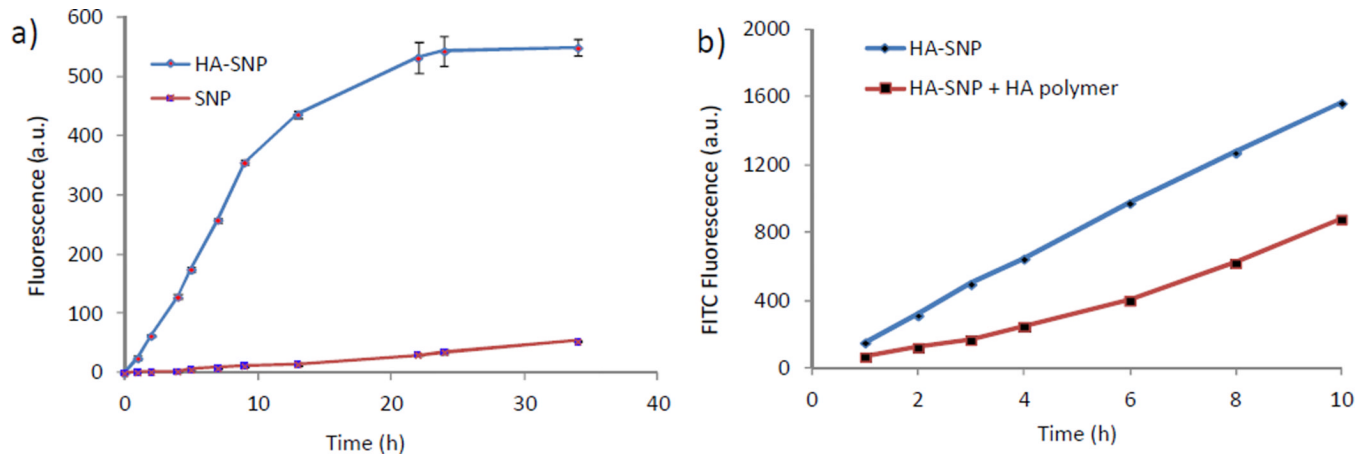 a)
HA-SNP
SNP
Fluorescence (a.u.)
600
500
400
300
200
100
0
0 10 20 30 40
Time (h)
b)
HA-SNP
HA-SNP + HA polymer
FITC Fluorescence (a.u.)
2000
1600
1200
800
400
0
0 2 4 6 8 10
Time (h)